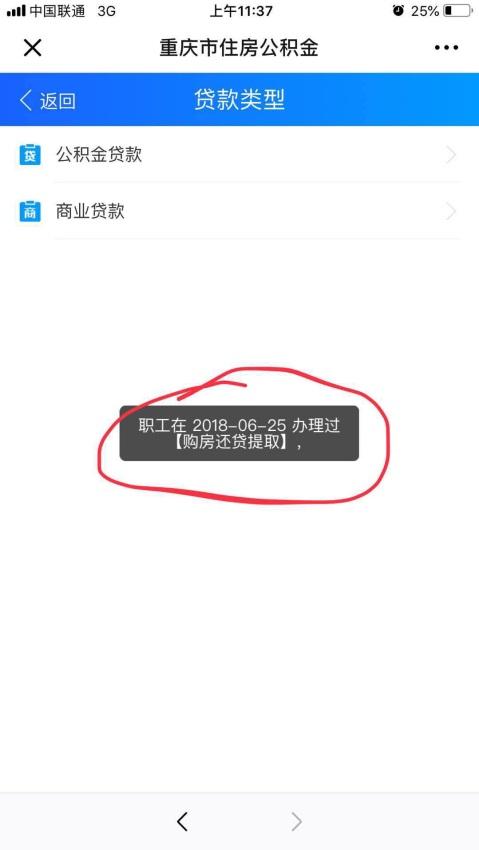 中国联通 3G 上午11:37 25%
重庆市住房公积金
返回 贷款类型
贷 公积金贷款
商 商业贷款
职工在 2018-06-25 办理过
【购房还贷提取】,